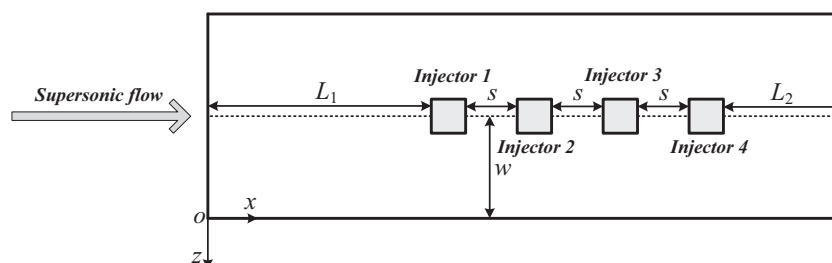 Injector 1
Injector 3
Supersonic flow
L1
s
s
s
L2
Injector 2
Injector 4
w
O
x
z